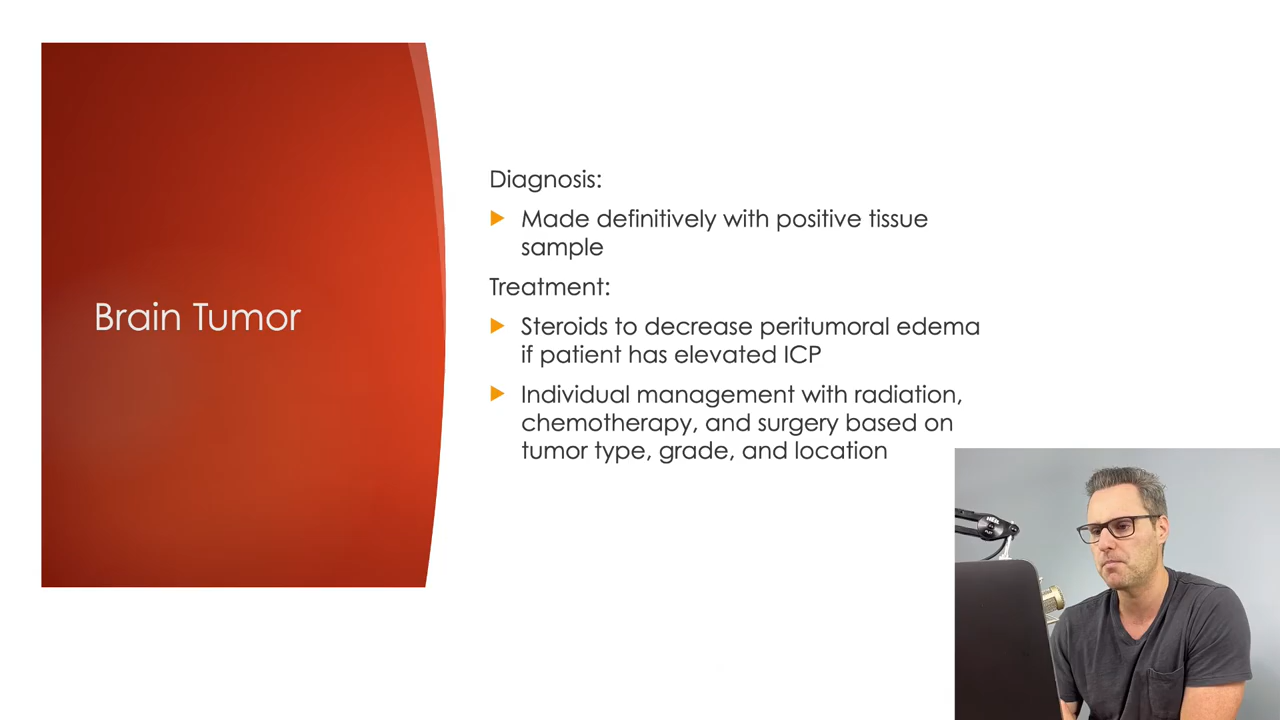 Brain Tumor
Diagnosis:
Made definitively with positive tissue
sample
Treatment:
Steroids to decrease peritumoral edema
if patient has elevated ICP
Individual management with radiation,
chemotherapy, and surgery based on
tumor type, grade, and location